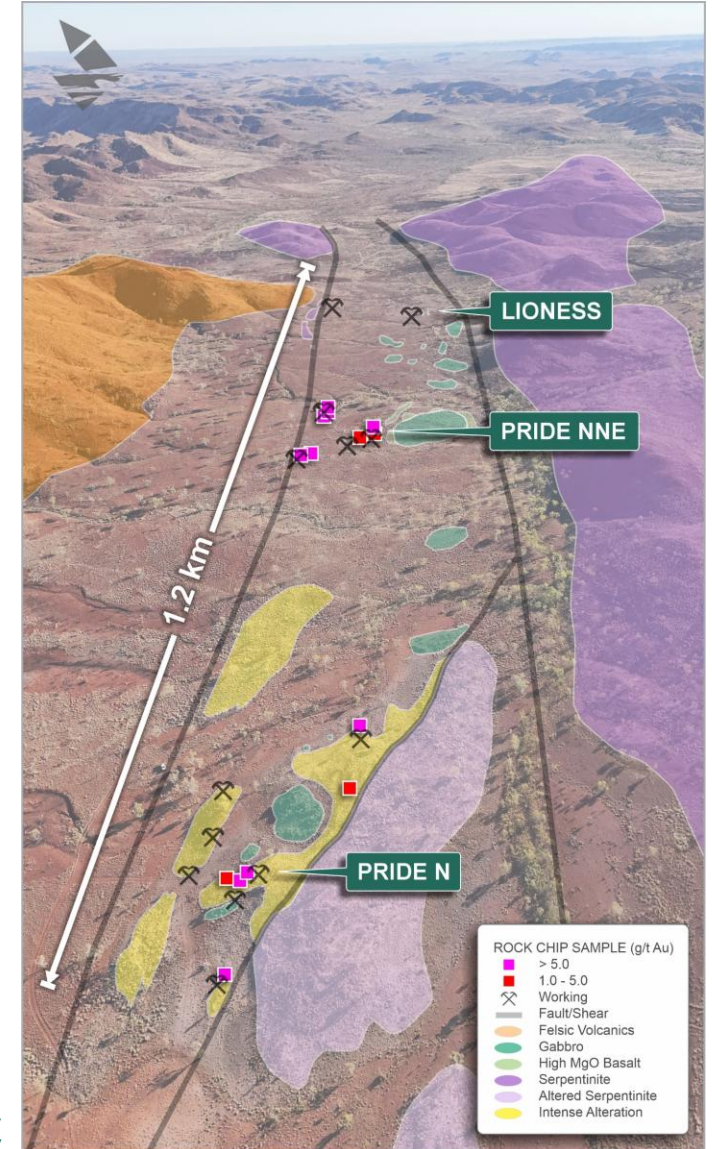 LIONESS
PRIDE NNE
1.2 km
PRIDE N
ROCK CHIP SAMPLE (g/t Au)
> 5.0
1.0 - 5.0
Working
Fault/Shear
Felsic Volcanics
Gabbro
High MgO Basalt
Serpentinite
Altered Serpentinite
Intense Alteration